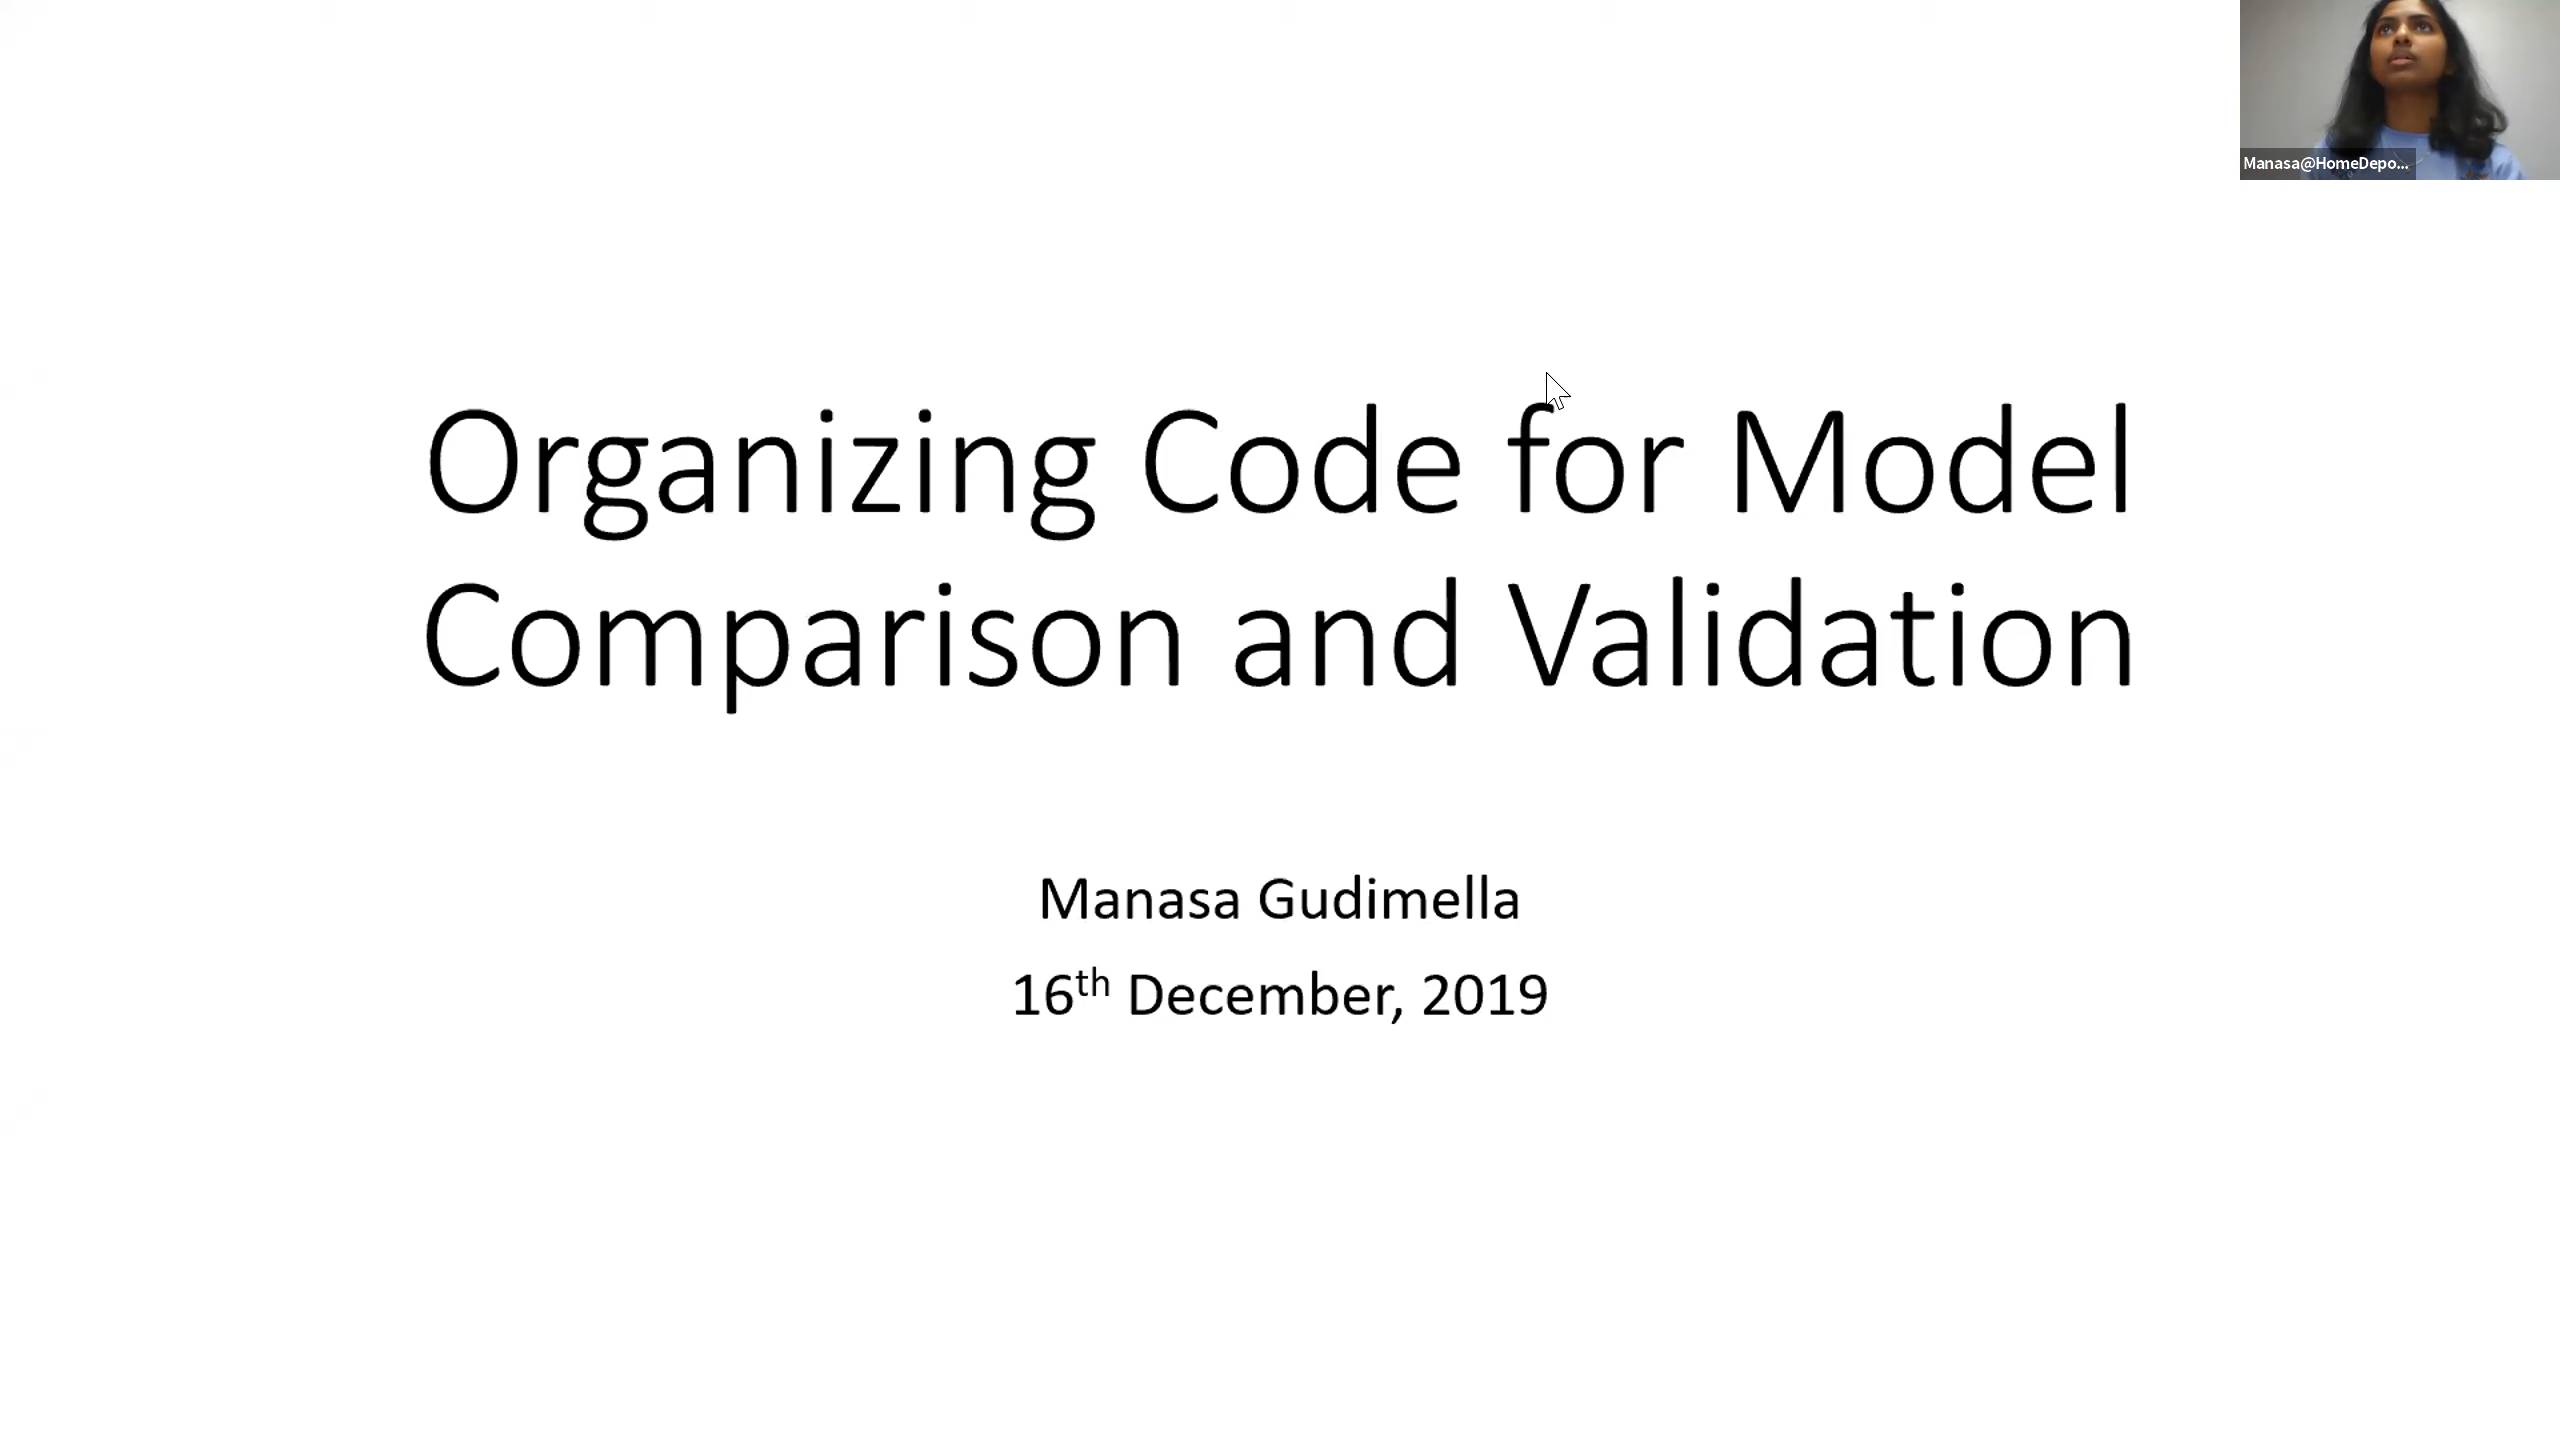 Manasa@HomeDepo...
Organizing Code for Model
Comparison and Validation
Manasa Gudimella
16th December, 2019